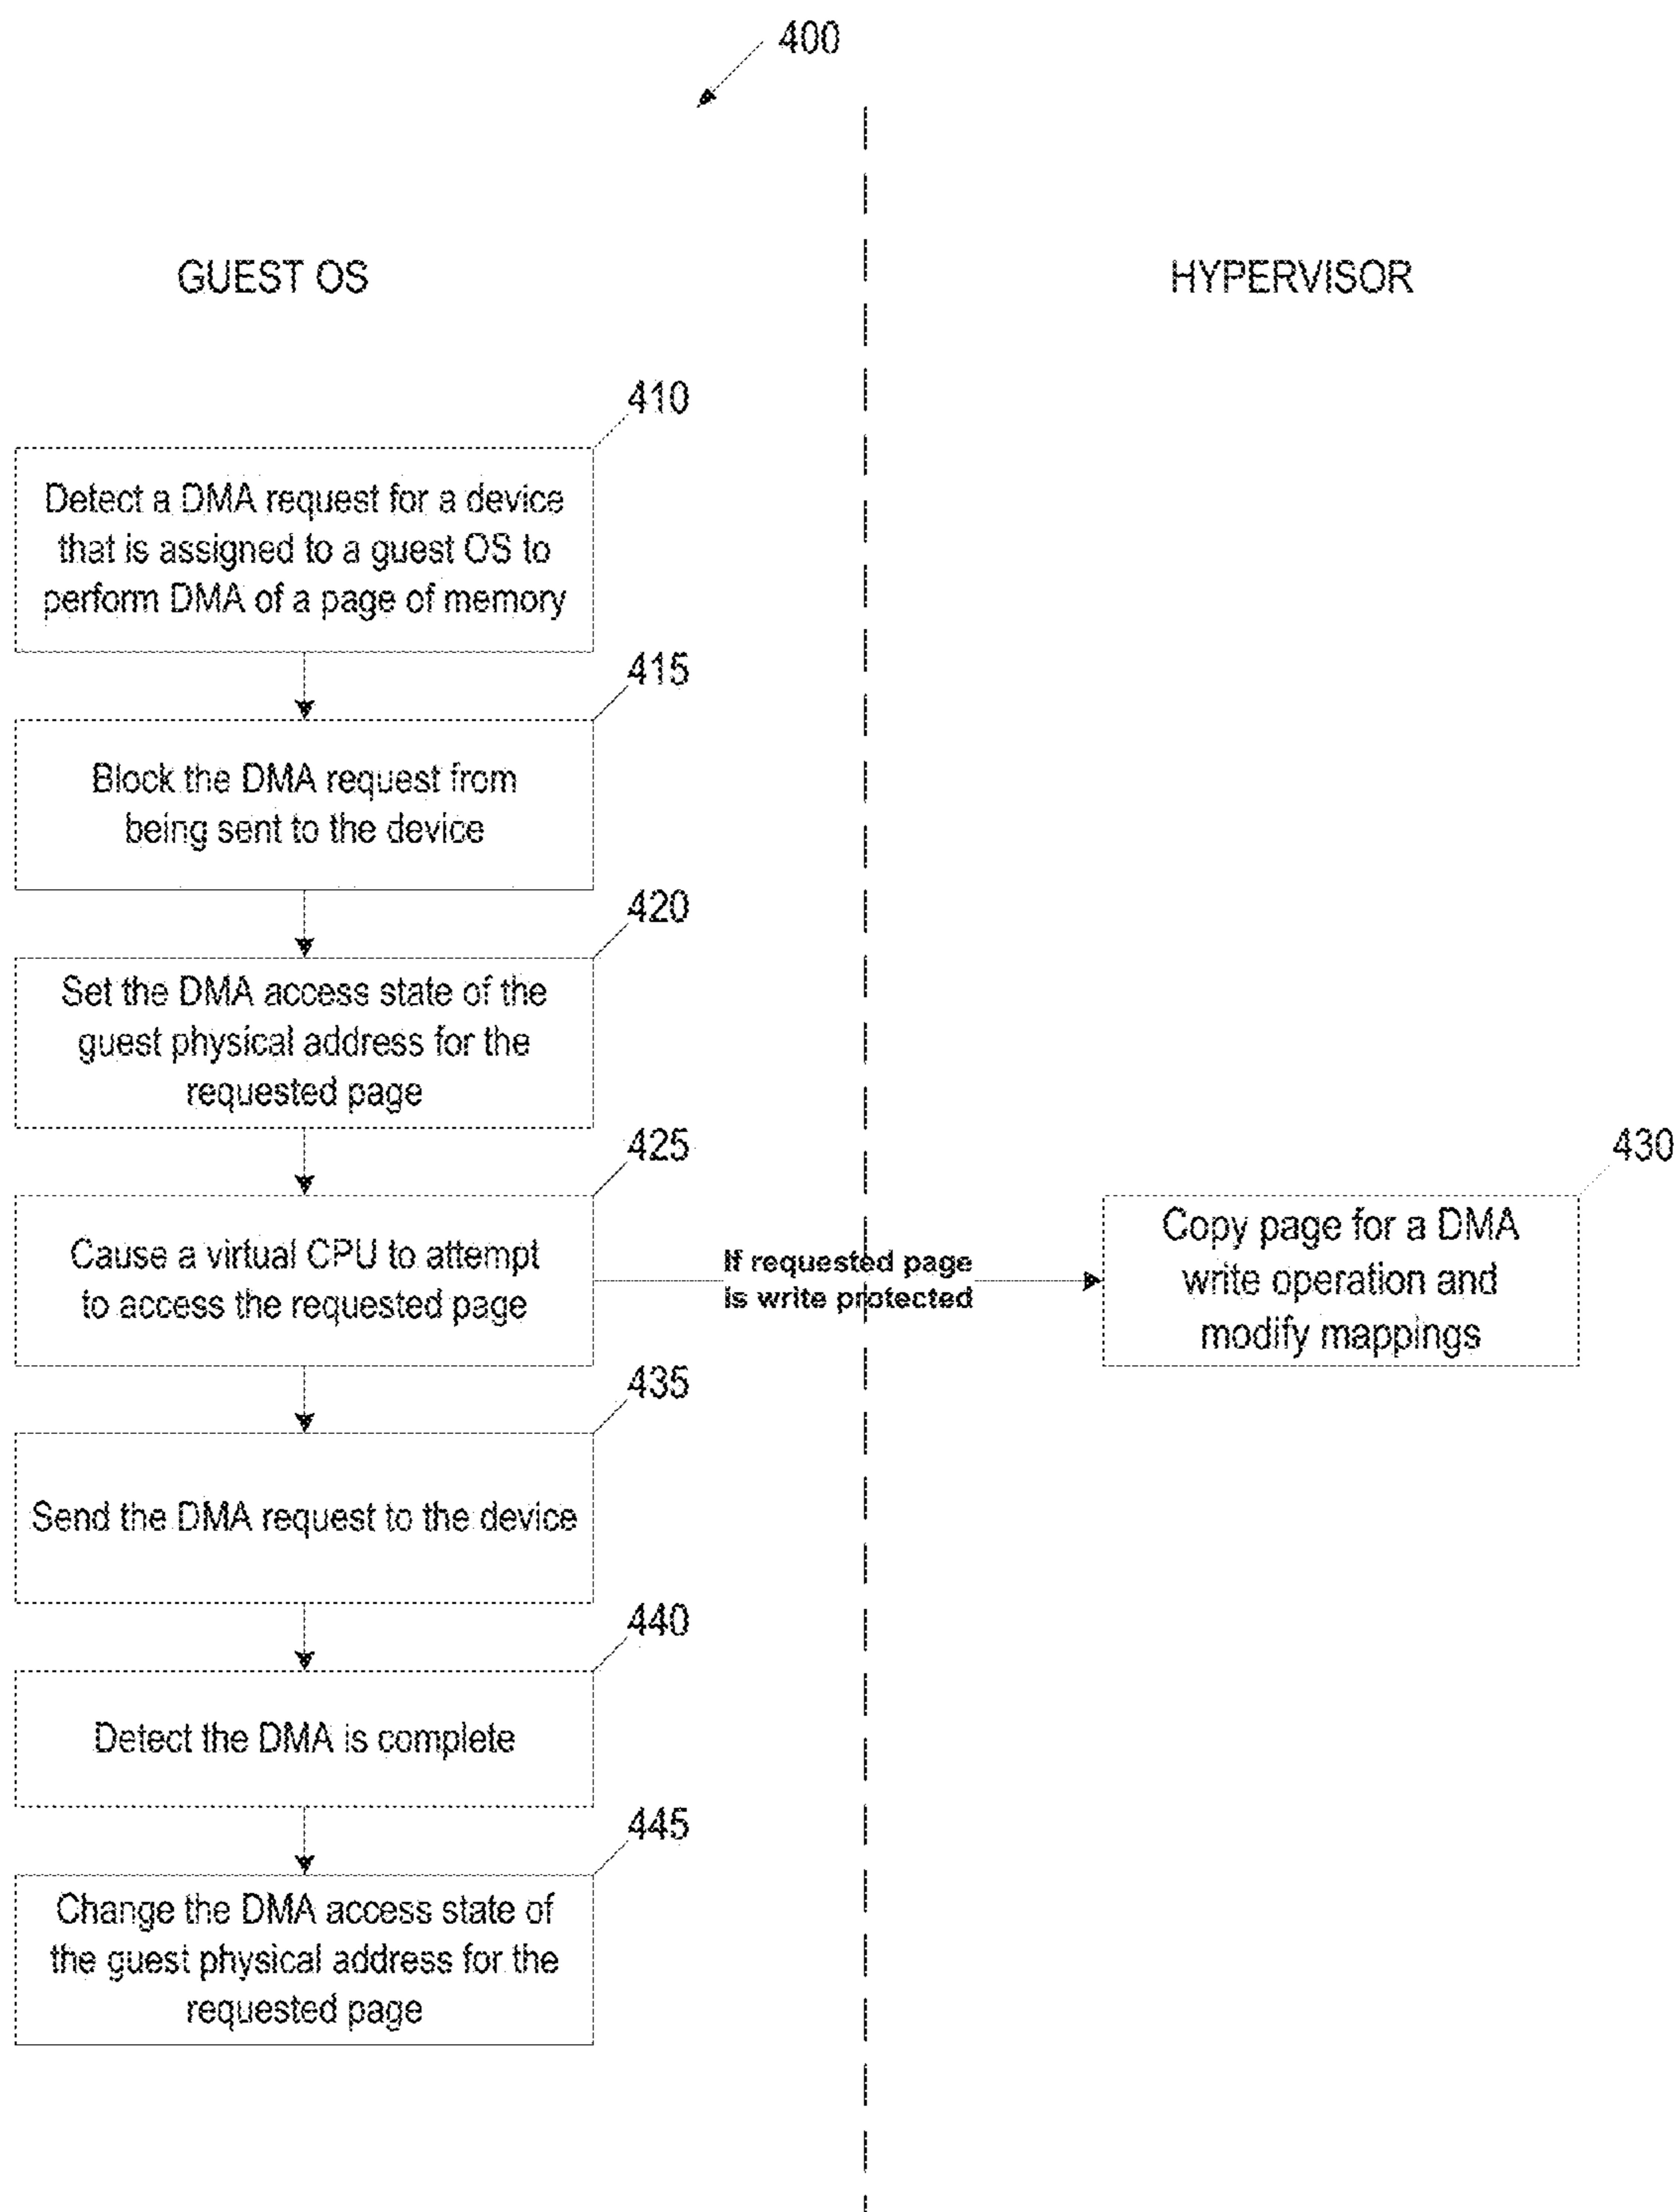 400
GUEST OS
HYPERVISOR
410
Detect a DMA request for a device
that is assigned to a guest OS to
perform DMA of a page of memory
415
Block the DMA request from
being sent to the device
420
Set the DMA access state of the
guest physical address for the
requested page
425
Cause a virtual CPU to attempt
to access the requested page
If requested page
is write protected
430
Copy page for a DMA
write operation and
modify mappings
435
Send the DMA request to the device
440
Detect the DMA is complete
445
Change the DMA access state of
the guest physical address for the
requested page